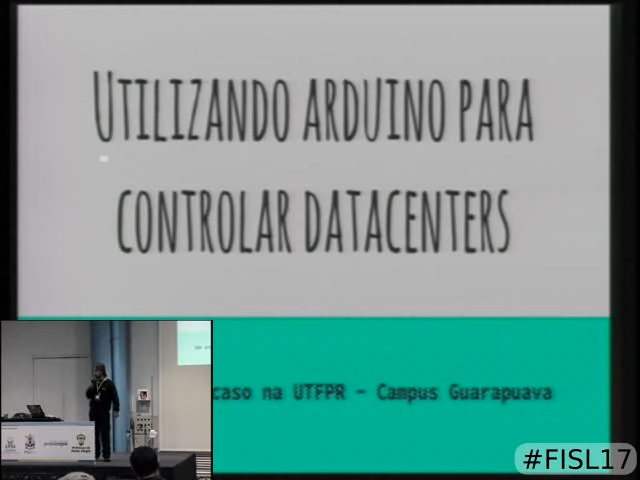 UTILIZANDO ARDUINO PARA
CONTROLAR DATACENTERS
caso na UTFPR - Campus Guarapuava
#FISL17